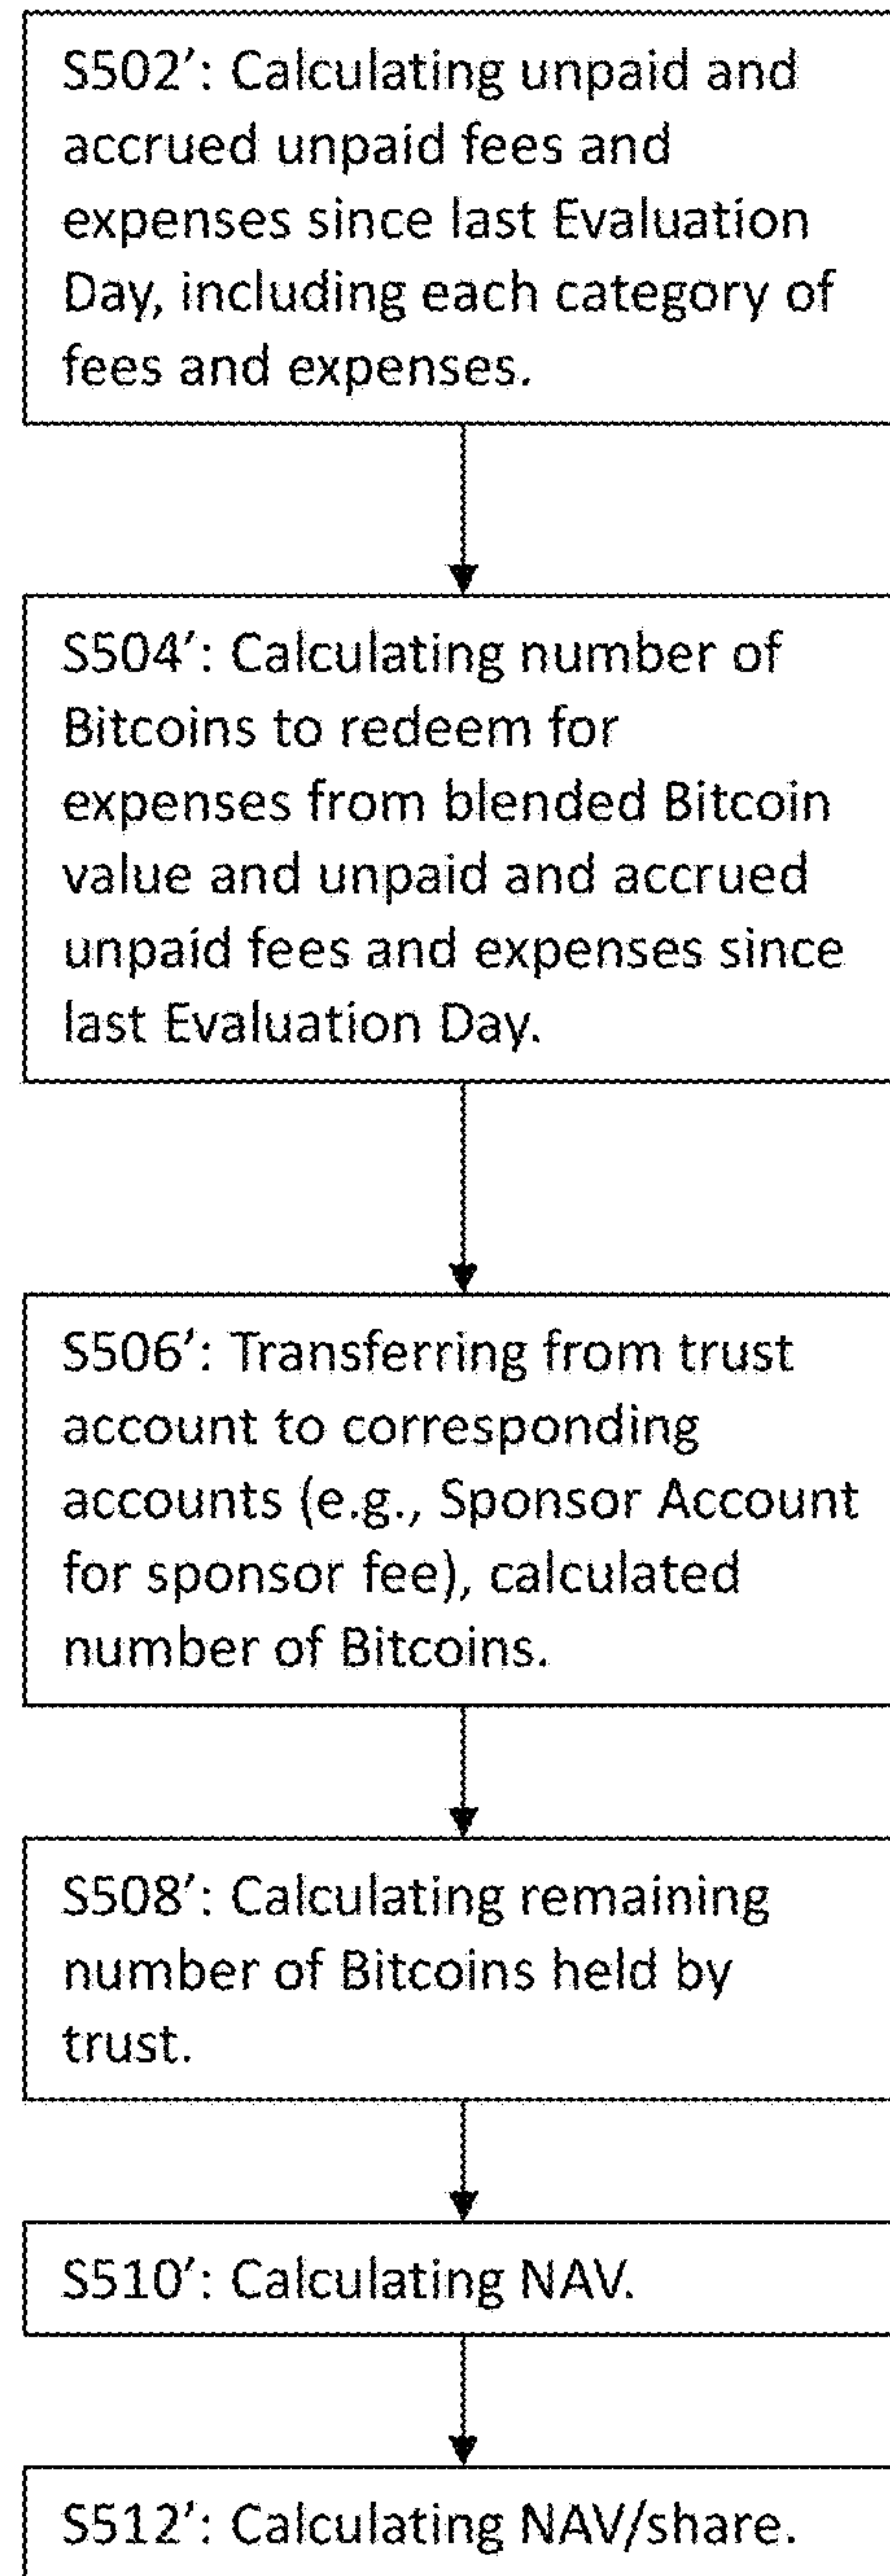 S502′: Calculating unpaid and
accrued unpaid fees and
expenses since last Evaluation
Day, including each category of
fees and expenses.
S504′: Calculating number of
Bitcoins to redeem for
expenses from blended Bitcoin
value and unpaid and accrued
unpaid fees and expenses since
last Evaluation Day.
S506′: Transferring from trust
account to corresponding
accounts (e.g., Sponsor Account
for sponsor fee), calculated
number of Bitcoins.
S508′: Calculating remaining
number of Bitcoins held by
trust.
S510′: Calculating NAV.
S512′: Calculating NAV/share.